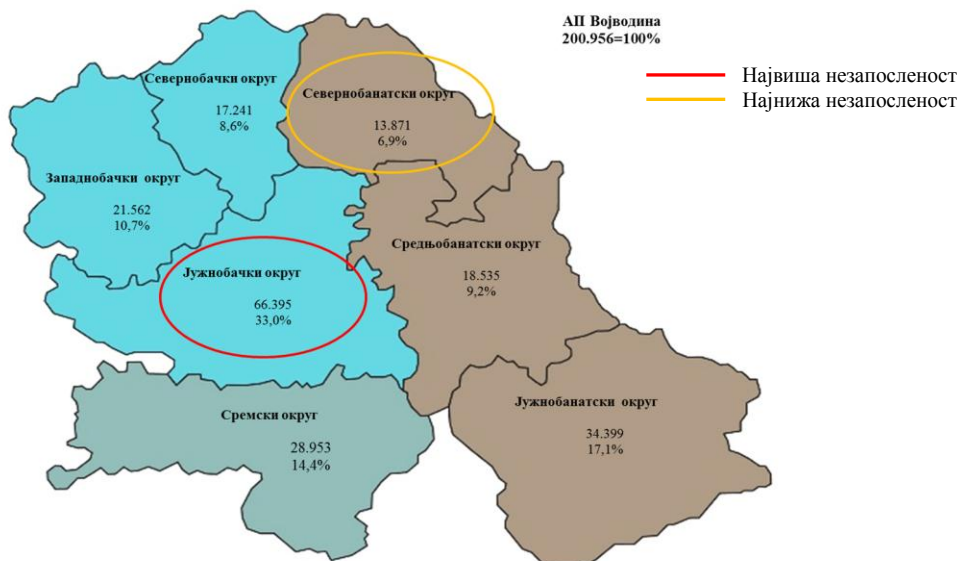 АП Војводина
200.956=100%
Највиша незапосленост
Најнижа незапосленост
Севернобачки округ
17.241
8,6%
Севернобанатски округ
13.871
6,9%
Западнобачки округ
21.562
10,7%
Средњобанатски округ
18.535
9,2%
Јужнобачки округ
66.395
33,0%
Јужнобанатски округ
34.399
17,1%
Сремски округ
28.953
14,4%